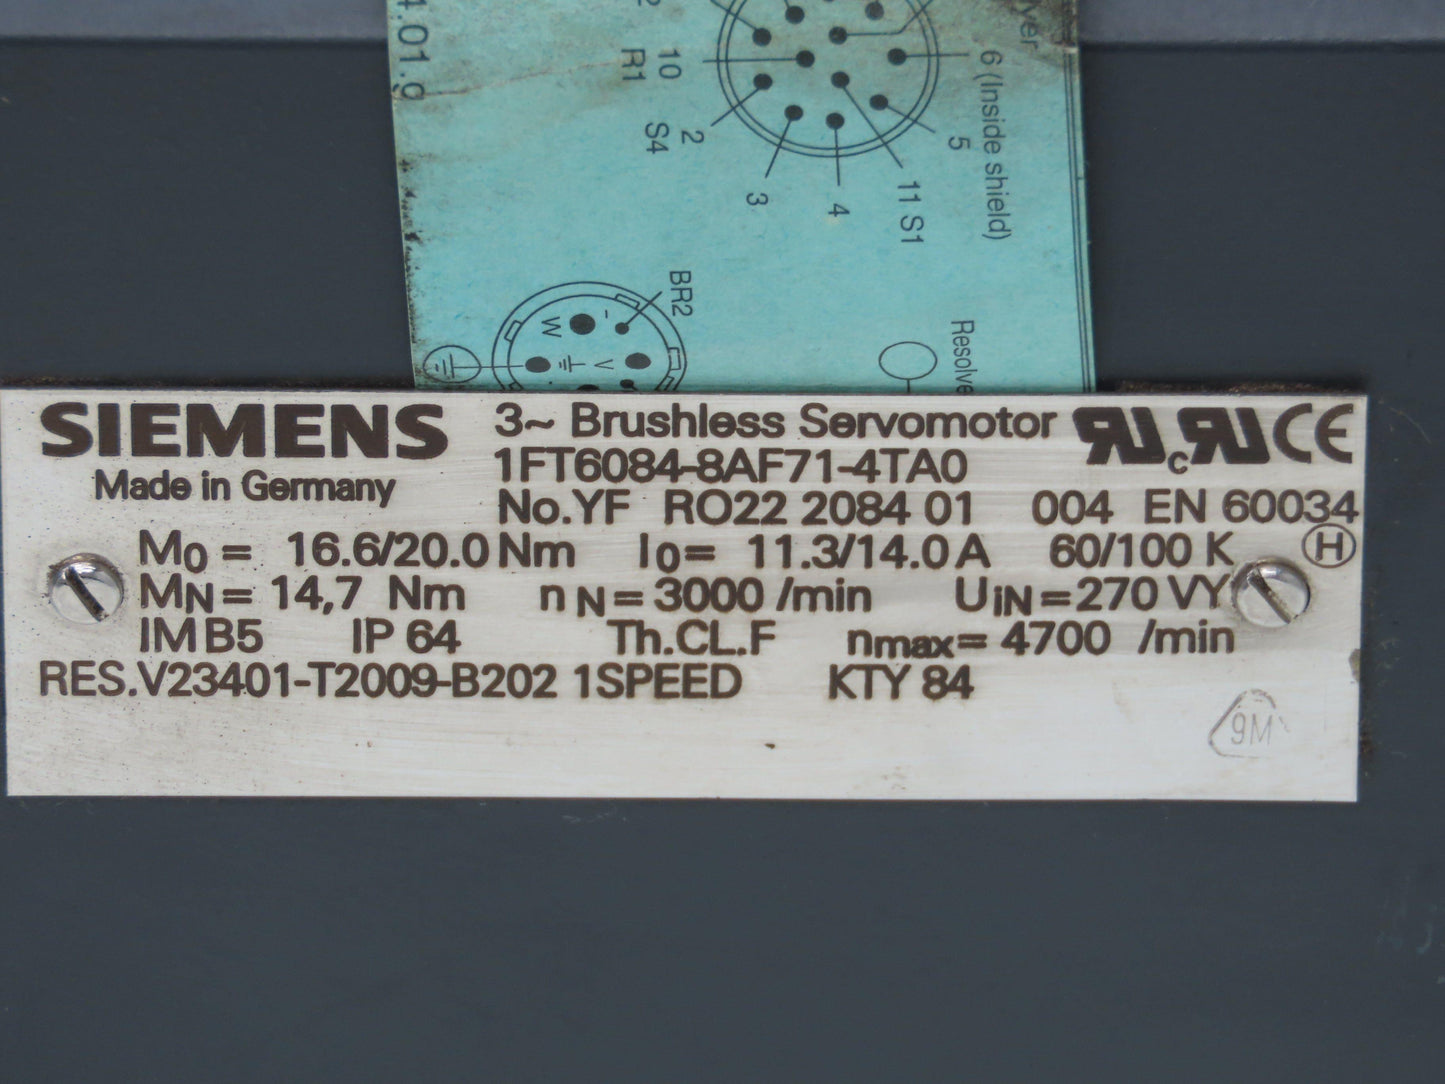 4.01.9
10
R1
2
S4
3
4
11 S1
5
6 (Inside shield)
BR2
W
V
-
SIEMENS
Made in Germany
3~ Brushless Servomotor
1FT6084-8AF71-4TA0
No.YF RO22 2084 01 004 EN 60034
M0 = 16.6/20.0 Nm I0= 11.3/14.0 A 60/100 K H
MN= 14,7 Nm nN= 3000 /min UiN=270 VY
IM B5 IP 64 Th.CL.F nmax= 4700 /min
RES.V23401-T2009-B202 1SPEED KTY 84
9M